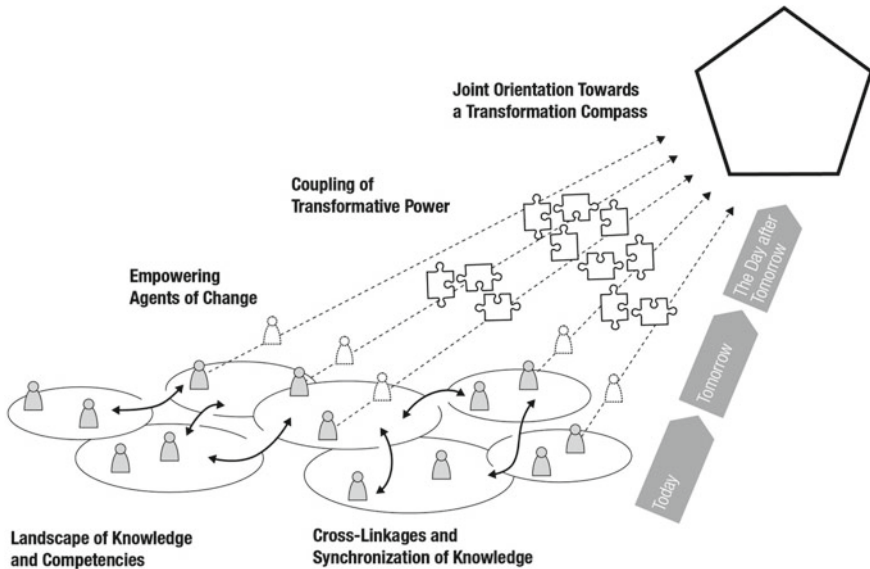 Joint Orientation Towards
a Transformation Compass
Coupling of
Transformative Power
Empowering
Agents of Change
The Day after
Tomorrow
Tomorrow
Today
Landscape of Knowledge
and Competencies
Cross-Linkages and
Synchronization of Knowledge